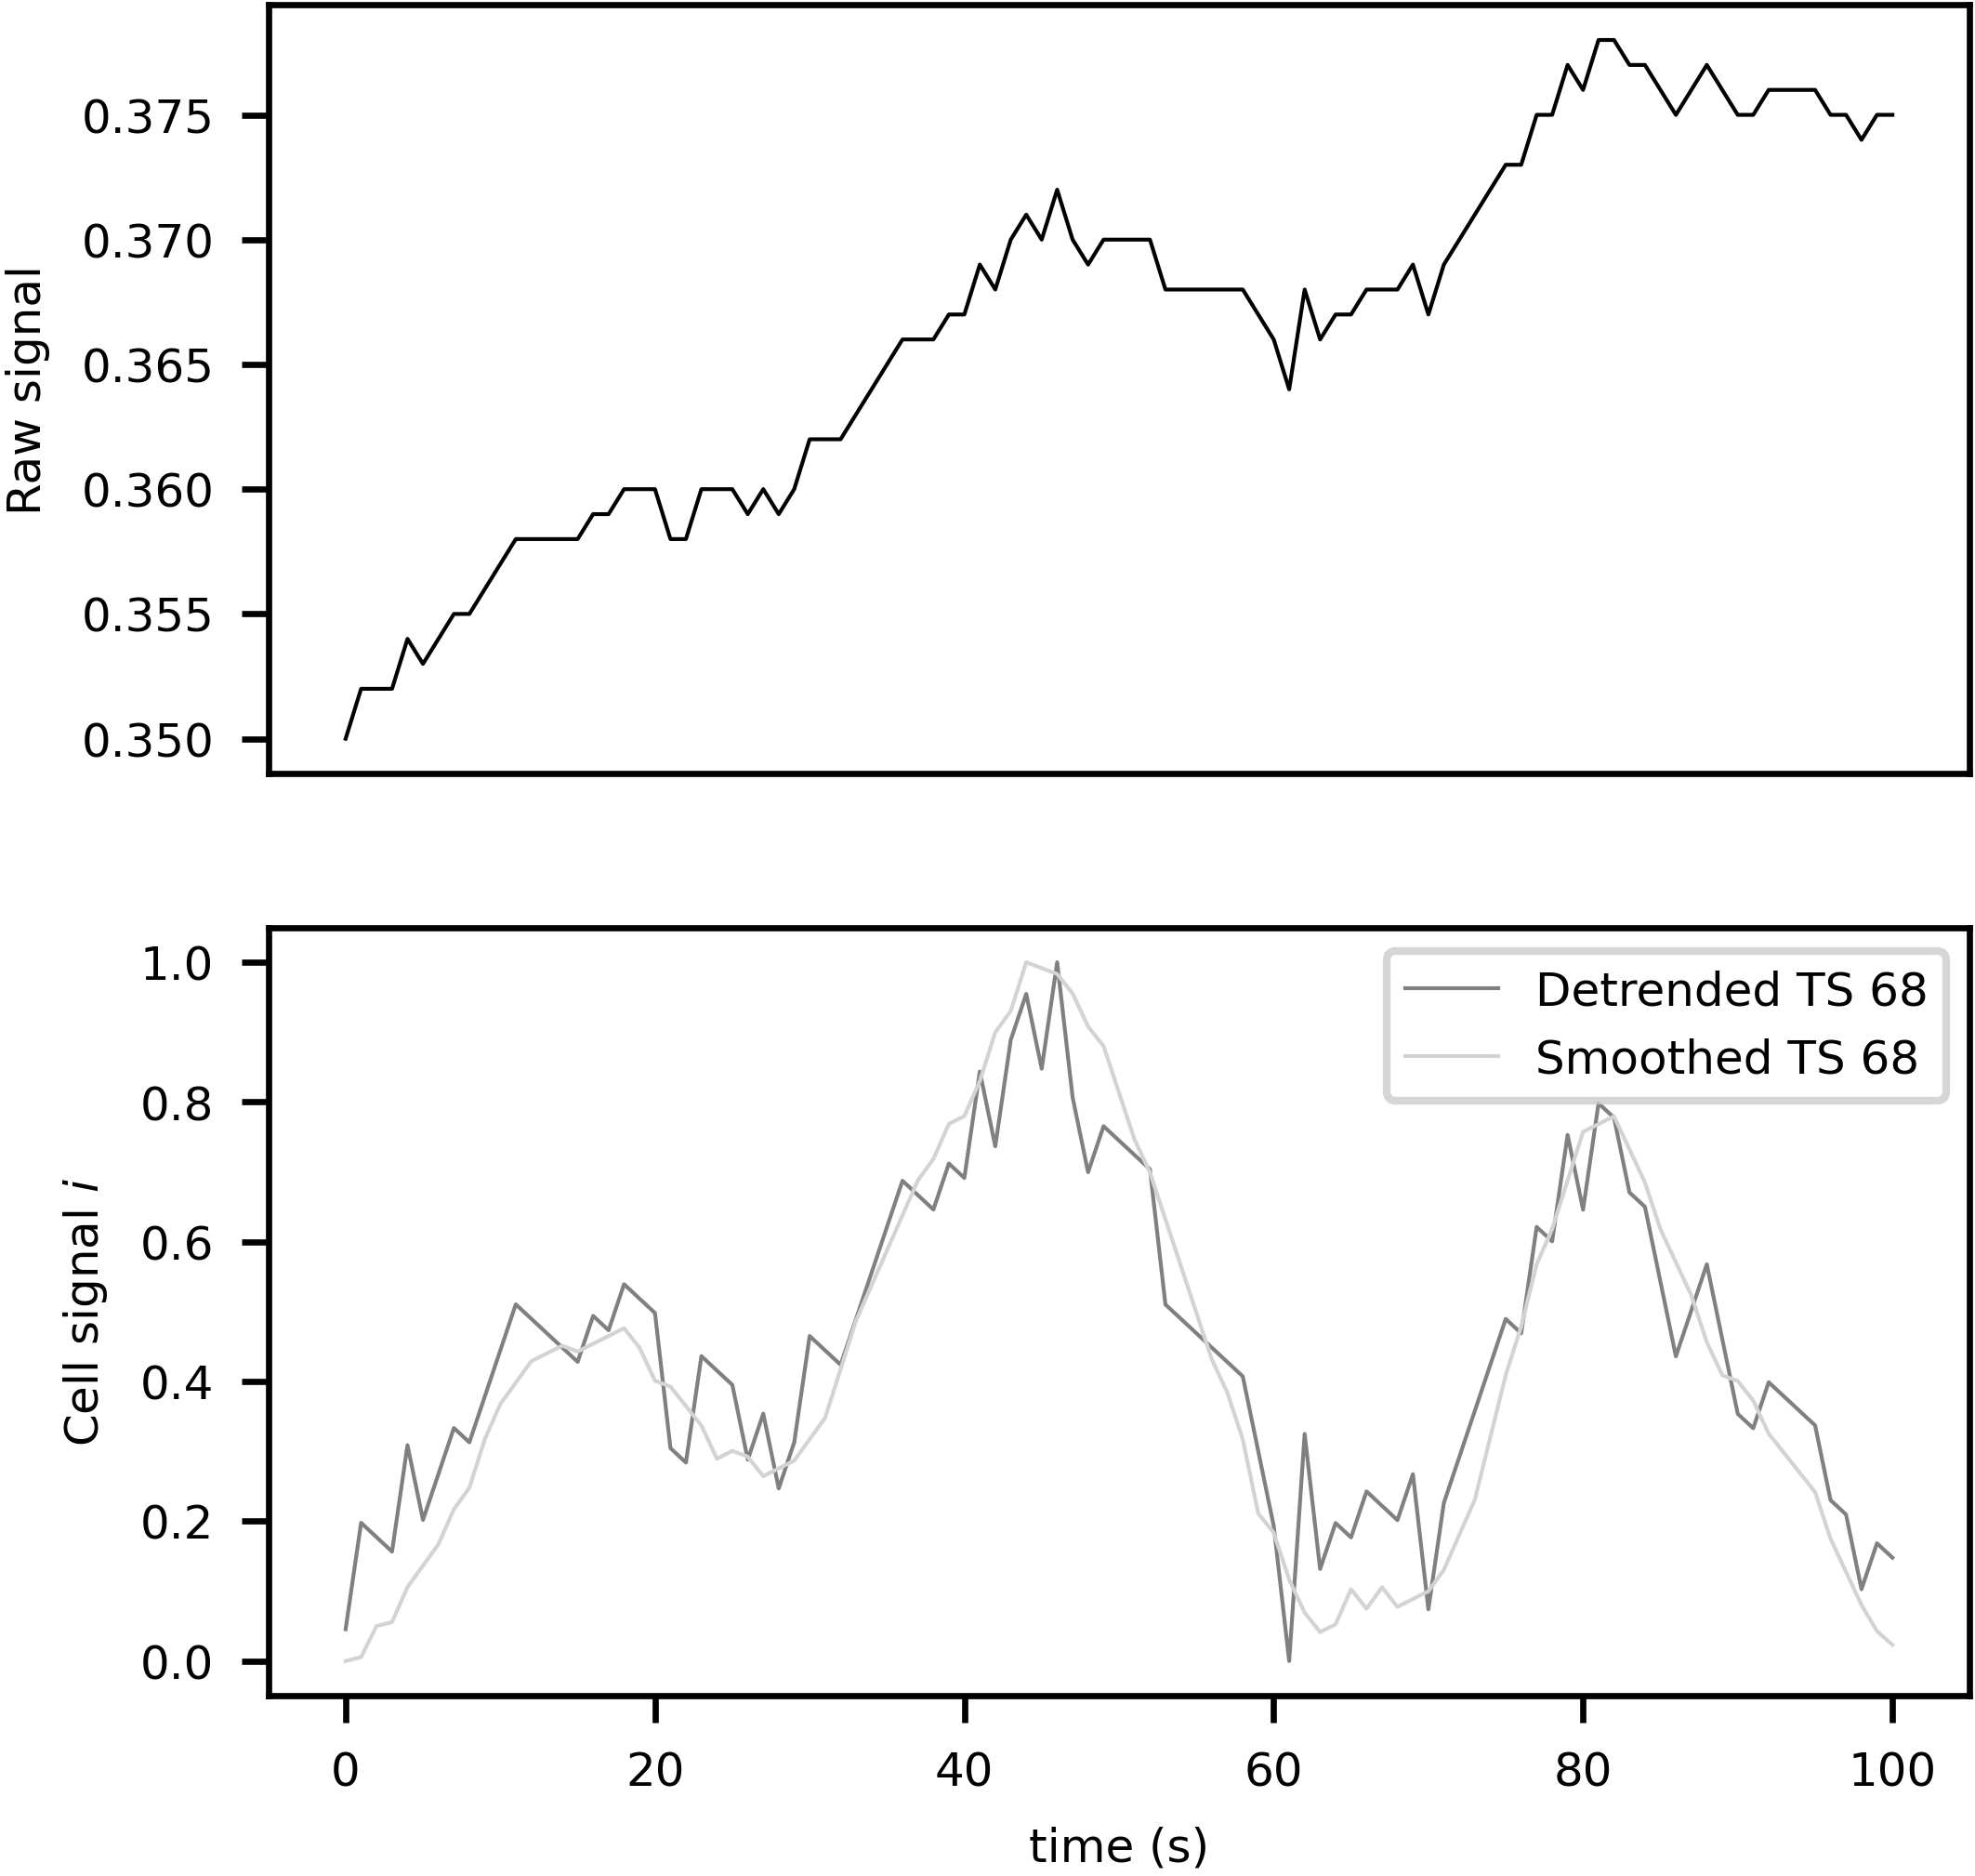 Raw signal
0.375
0.370
0.365
0.360
0.355
0.350
Cell signal i
1.0
0.8
0.6
0.4
0.2
0.0
Detrended TS 68
Smoothed TS 68
0 20 40 60 80 100
time (s)